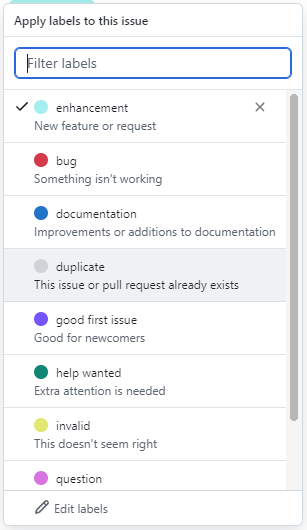 Apply labels to this issue
Filter labels
enhancement
New feature or request
bug
Something isn't working
documentation
Improvements or additions to documentation
duplicate
This issue or pull request already exists
good first issue
Good for newcomers
help wanted
Extra attention is needed
invalid
This doesn't seem right
question
Edit labels